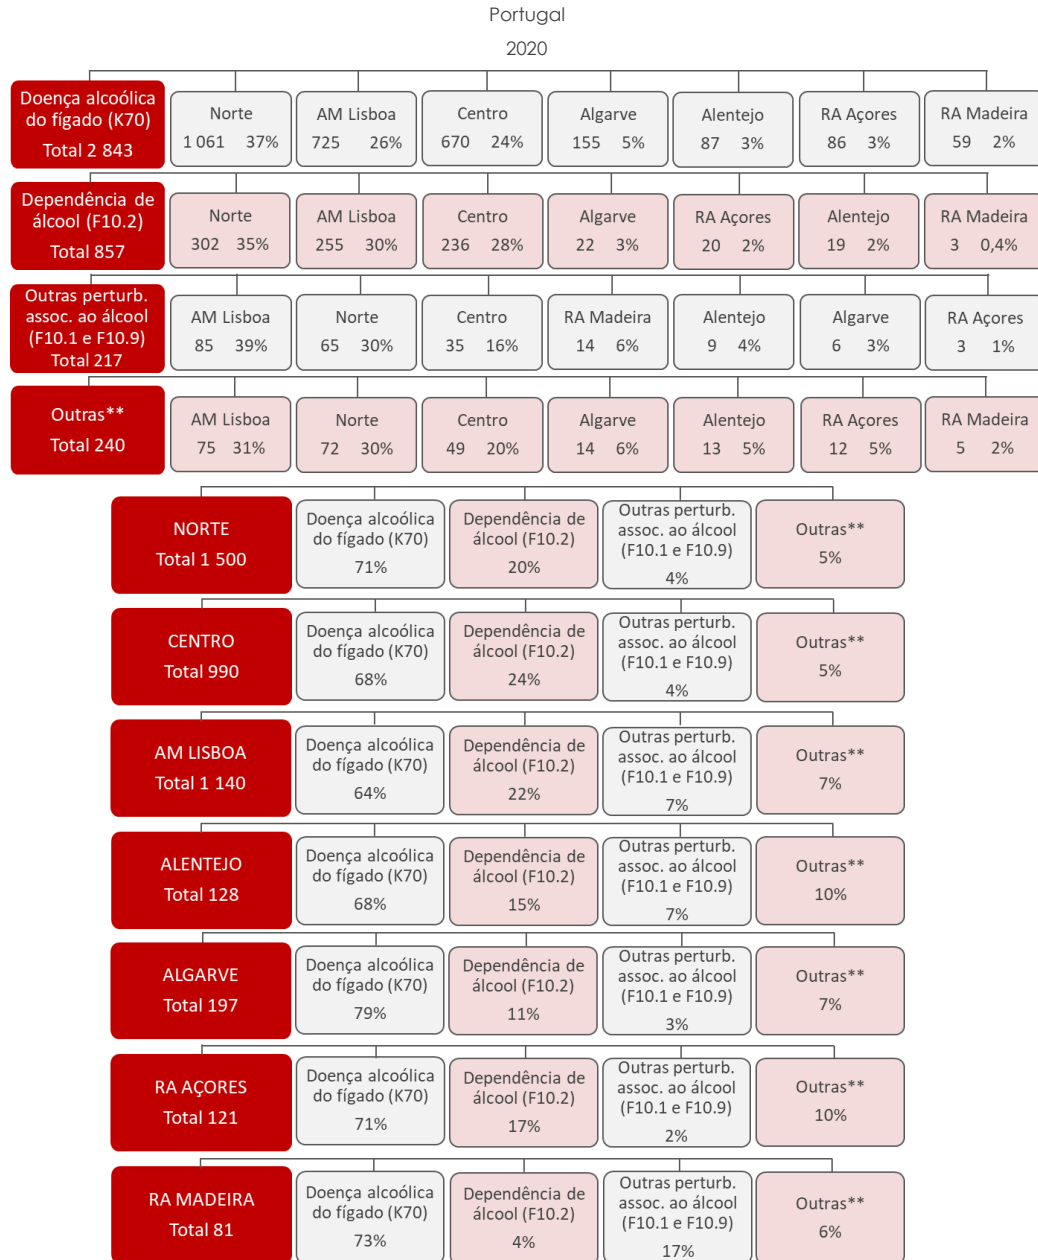 Portugal
2020
Doença alcoólica
do fígado (K70)
Total 2 843
Norte
1 061 37%
AM Lisboa
725 26%
Centro
670 24%
Algarve
155 5%
Alentejo
87 3%
RA Açores
86 3%
RA Madeira
59 2%
Dependência de
álcool (F10.2)
Total 857
Norte
302 35%
AM Lisboa
255 30%
Centro
236 28%
Algarve
22 3%
RA Açores
20 2%
Alentejo
19 2%
RA Madeira
3 0,4%
Outras perturb.
assoc. ao álcool
(F10.1 e F10.9)
Total 217
AM Lisboa
85 39%
Norte
65 30%
Centro
35 16%
RA Madeira
14 6%
Alentejo
9 4%
Algarve
6 3%
RA Açores
3 1%
Outras**
Total 240
AM Lisboa
75 31%
Norte
72 30%
Centro
49 20%
Algarve
14 6%
Alentejo
13 5%
RA Açores
12 5%
RA Madeira
5 2%
NORTE
Total 1 500
Doença alcoólica
do fígado (K70)
71%
Dependência de
álcool (F10.2)
20%
Outras perturb.
assoc. ao álcool
(F10.1 e F10.9)
4%
Outras**
5%
CENTRO
Total 990
Doença alcoólica
do fígado (K70)
68%
Dependência de
álcool (F10.2)
24%
Outras perturb.
assoc. ao álcool
(F10.1 e F10.9)
4%
Outras**
5%
AM LISBOA
Total 1 140
Doença alcoólica
do fígado (K70)
64%
Dependência de
álcool (F10.2)
22%
Outras perturb.
assoc. ao álcool
(F10.1 e F10.9)
7%
Outras**
7%
ALENTEJO
Total 128
Doença alcoólica
do fígado (K70)
68%
Dependência de
álcool (F10.2)
15%
Outras perturb.
assoc. ao álcool
(F10.1 e F10.9)
7%
Outras**
10%
ALGARVE
Total 197
Doença alcoólica
do fígado (K70)
79%
Dependência de
álcool (F10.2)
11%
Outras perturb.
assoc. ao álcool
(F10.1 e F10.9)
3%
Outras**
7%
RA AÇORES
Total 121
Doença alcoólica
do fígado (K70)
71%
Dependência de
álcool (F10.2)
17%
Outras perturb.
assoc. ao álcool
(F10.1 e F10.9)
2%
Outras**
10%
RA MADEIRA
Total 81
Doença alcoólica
do fígado (K70)
73%
Dependência de
álcool (F10.2)
4%
Outras perturb.
assoc. ao álcool
(F10.1 e F10.9)
17%
Outras**
6%